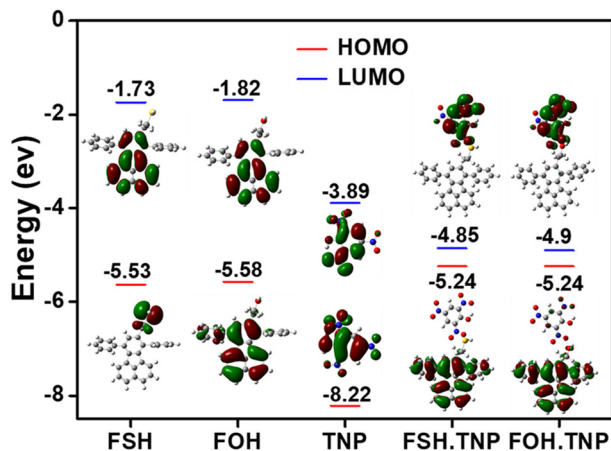 0
-2
-4
-6
-8
Energy (ev)
HOMO
LUMO
-1.73
-1.82
-3.89
-4.85
-4.9
-5.53
-5.58
-5.24
-5.24
-8.22
FSH
FOH
TNP
FSH.TNP
FOH.TNP